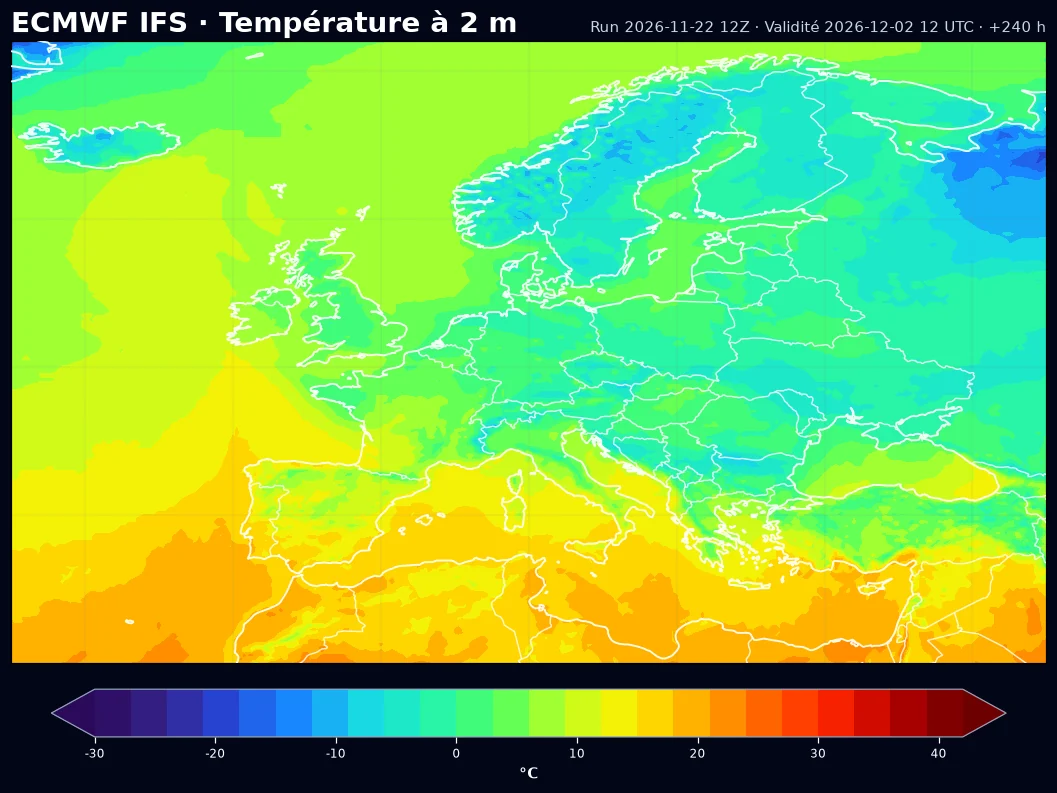 ECMWF IFS · Température à 2 m
Run 2026-11-22 12Z · Validité 2026-12-02 12 UTC · +240 h
-30 -20 -10 0 10 20 30 40
°C